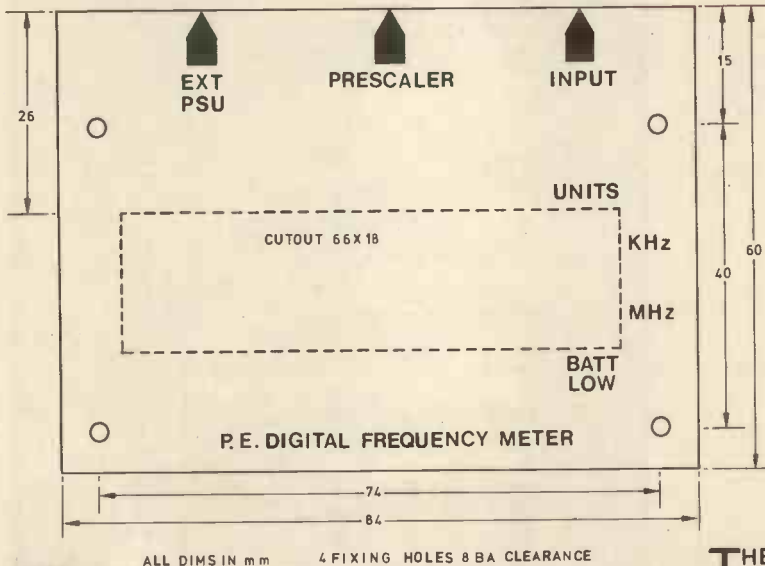 EXT PRESCALER INPUT
PSU
15
26
UNITS
CUTOUT 66X18
KHz
60
40
MHz
BATT
LOW
P.E. DIGITAL FREQUENCY METER
74
84
ALL DIMS IN mm 4 FIXING HOLES 8 BA CLEARANCE
THE